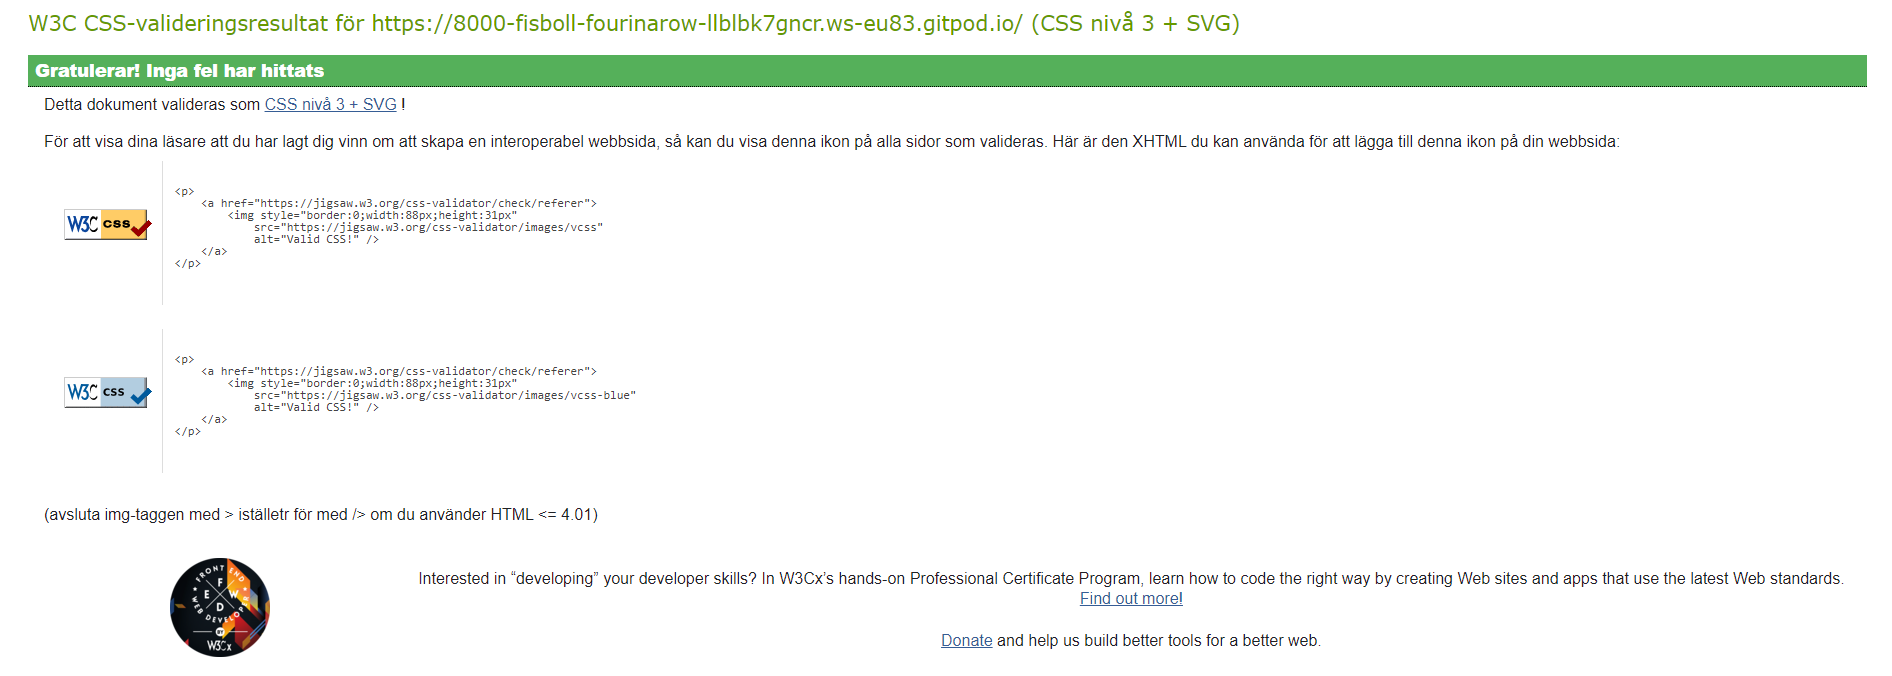 W3C CSS-valideringsresultat för https://8000-fisboll-fourinarow-llblbk7gncr.ws-eu83.gitpod.io/ (CSS nivå 3 + SVG)
Gratulerar! Inga fel har hittats
Detta dokument valideras som CSS nivå 3 + SVG !
För att visa dina läsare att du har lagt dig vinn om att skapa en interoperabel webbsida, så kan du visa denna ikon på alla sidor som valideras. Här är den XHTML du kan använda för att lägga till denna ikon på din webbsida:
W3C css
<p>
<a href="https://jigsaw.w3.org/css-validator/check/referer">
<img style="border:0;width:88px;height:31px"
src="https://jigsaw.w3.org/css-validator/images/vcss"
alt="Valid CSS!" />
</a>
</p>
W3C css
<p>
<a href="https://jigsaw.w3.org/css-validator/check/referer">
<img style="border:0;width:88px;height:31px"
src="https://jigsaw.w3.org/css-validator/images/vcss-blue"
alt="Valid CSS!" />
</a>
</p>
(avsluta img-taggen med > iställetr för med /> om du använder HTML <= 4.01)
FRONT END
F E W D
WEB DEVELOPER
BY
W3Cx
Interested in “developing” your developer skills? In W3Cx’s hands-on Professional Certificate Program, learn how to code the right way by creating Web sites and apps that use the latest Web standards.
Find out more!
Donate and help us build better tools for a better web.